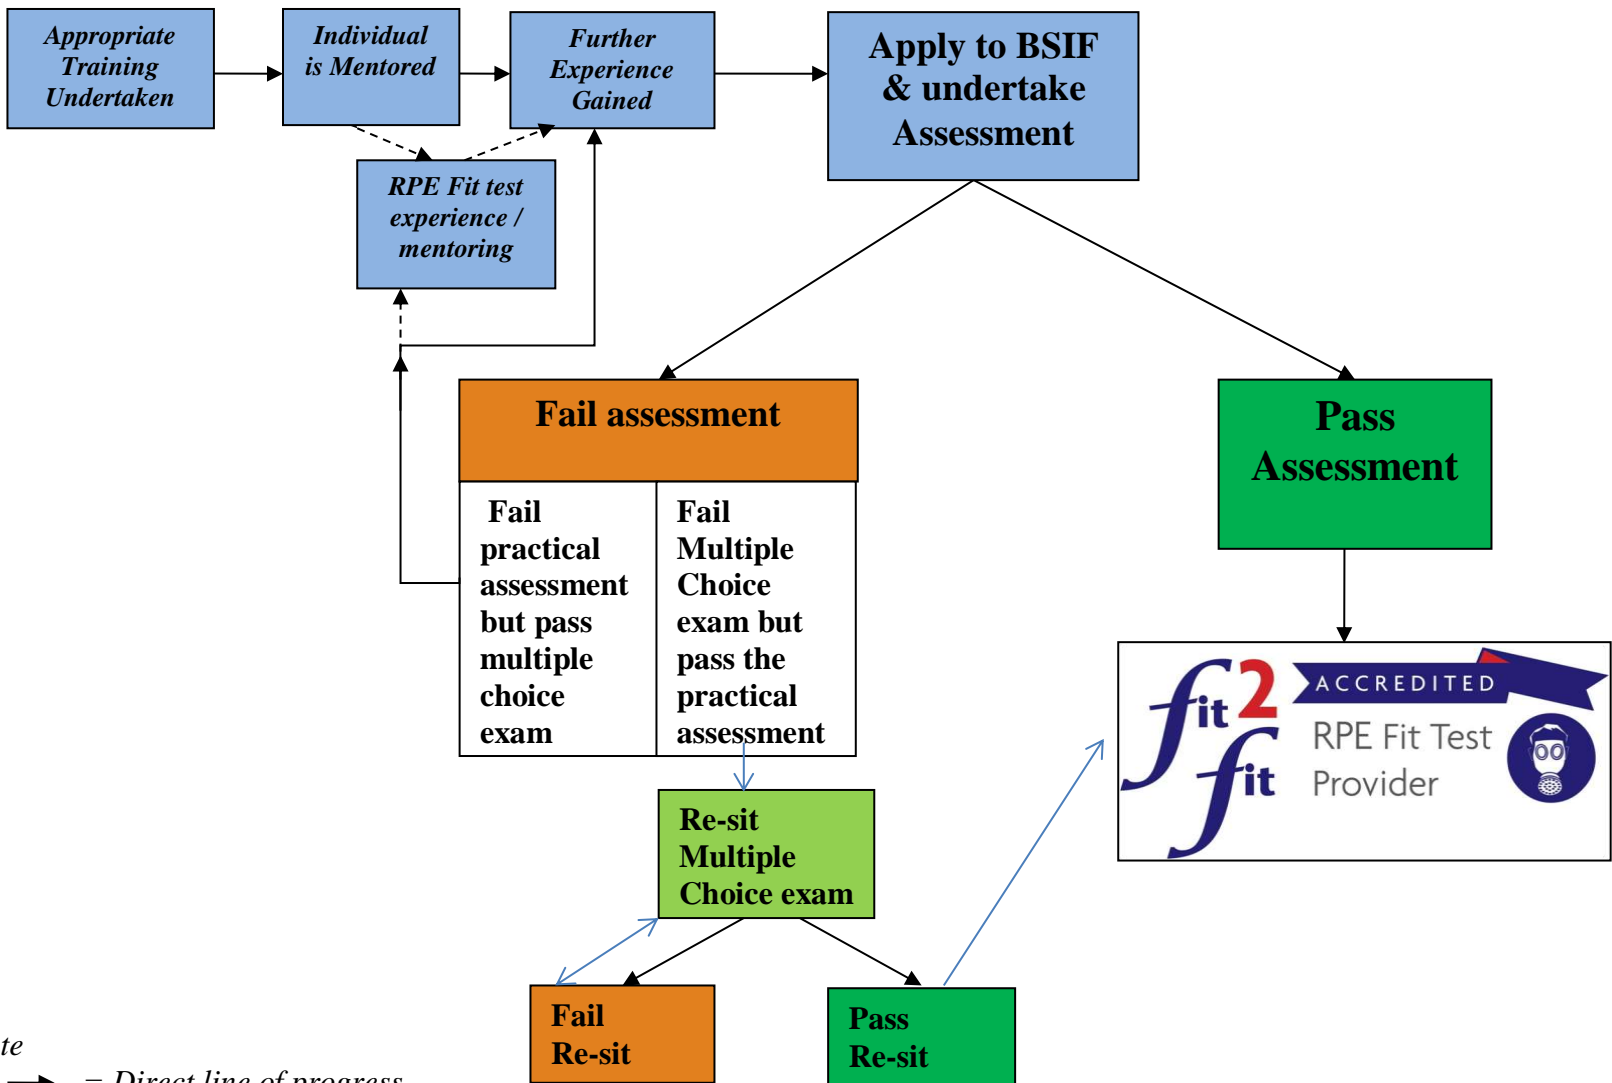 Appropriate
Training
Undertaken
Individual
is Mentored
Further
Experience
Gained
Apply to BSIF
& undertake
Assessment
RPE Fit test
experience /
mentoring
Fail assessment
Pass
Assessment
Fail
practical
assessment
but pass
multiple
choice
exam
Fail
Multiple
Choice
exam but
pass the
practical
assessment
fit2
fit
ACCREDITED
RPE Fit Test
Provider
Re-sit
Multiple
Choice exam
Fail
Re-sit
Pass
Re-sit
te
= Direct line of progress